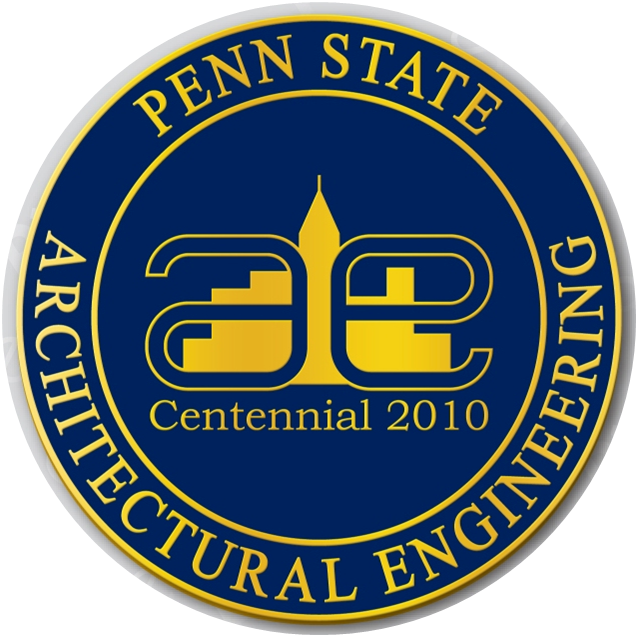 PENN STATE
ae
Centennial 2010
ARCHITECTURAL ENGINEERING